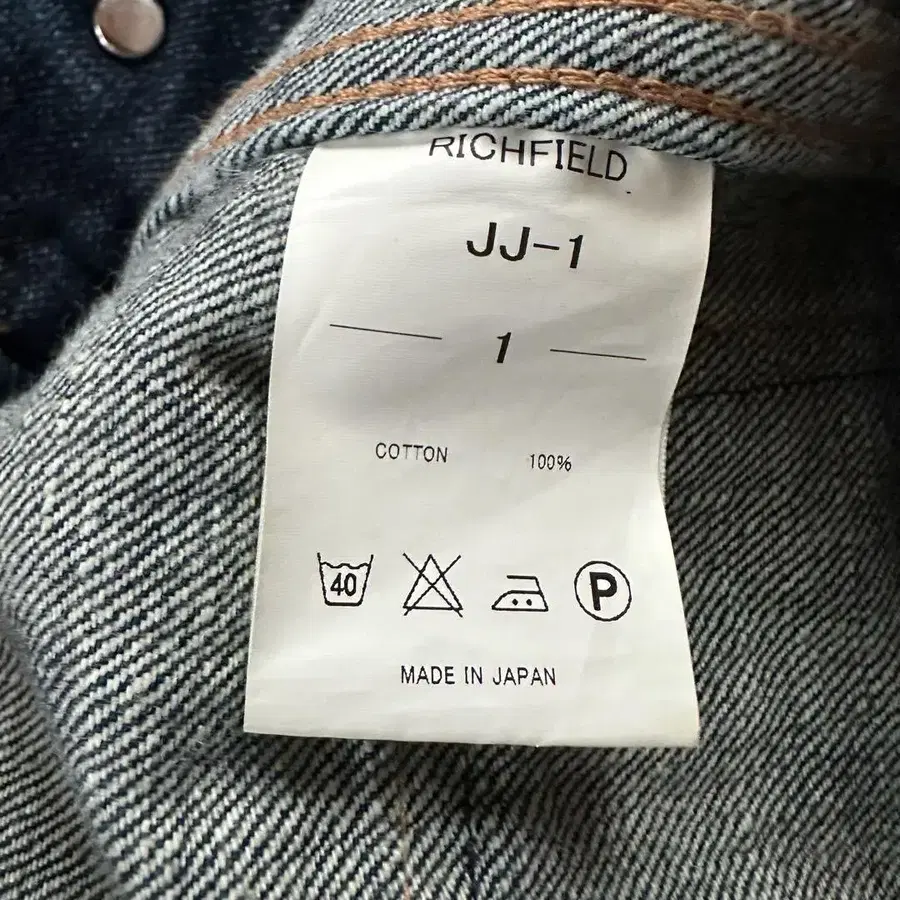 RICHFIELD
JJ-1
1
COTTON 100%
40 P
MADE IN JAPAN